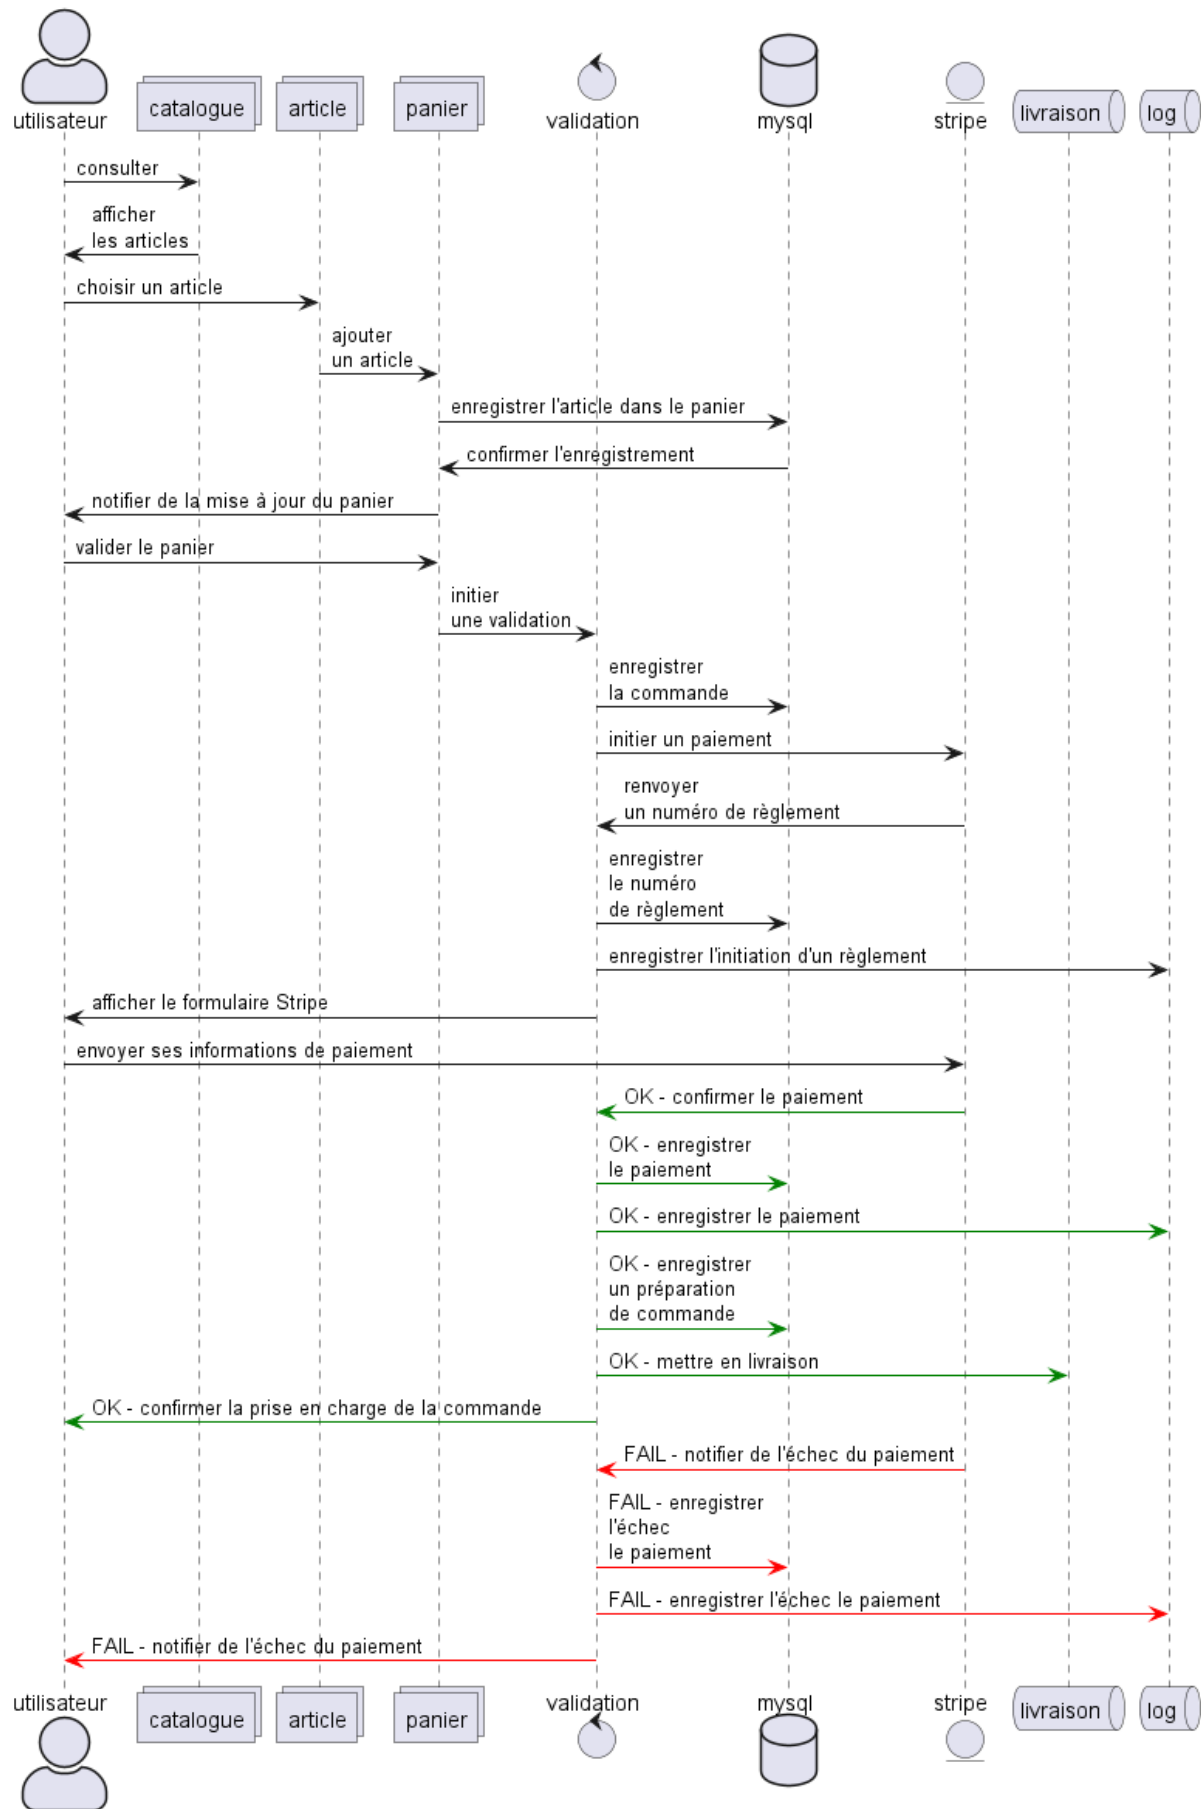 utilisateur
catalogue
article
panier
validation
mysql
stripe
livraison
log
consulter
afficher
les articles
choisir un article
ajouter
un article
enregistrer l'article dans le panier
confirmer l'enregistrement
notifier de la mise à jour du panier
valider le panier
initier
une validation
enregistrer
la commande
initier un paiement
renvoyer
un numéro de règlement
enregistrer
le numéro
de règlement
enregistrer l'initiation d'un règlement
afficher le formulaire Stripe
envoyer ses informations de paiement
OK - confirmer le paiement
OK - enregistrer
le paiement
OK - enregistrer le paiement
OK - enregistrer
un préparation
de commande
OK - mettre en livraison
OK - confirmer la prise en charge de la commande
FAIL - notifier de l'échec du paiement
FAIL - enregistrer
l'échec
le paiement
FAIL - enregistrer l'échec le paiement
FAIL - notifier de l'échec du paiement
utilisateur
catalogue
article
panier
validation
mysql
stripe
livraison
log